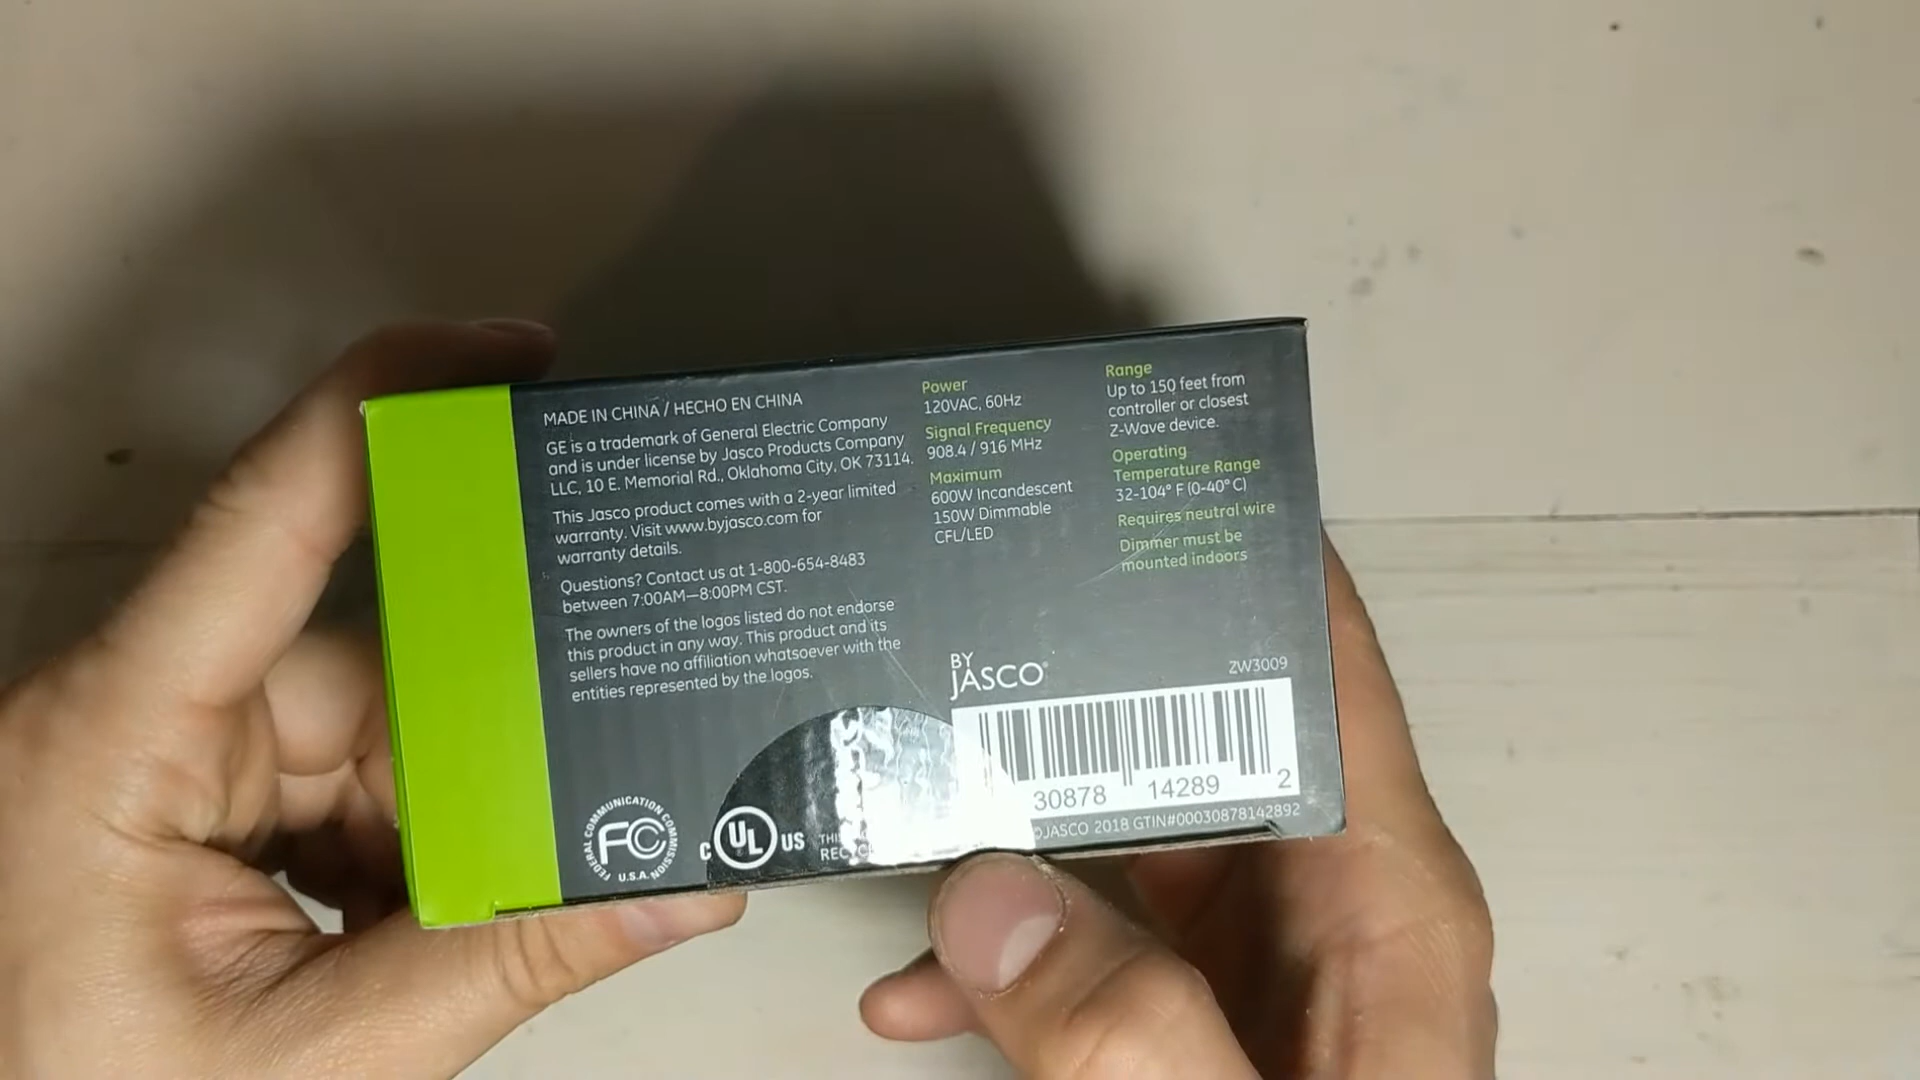 MADE IN CHINA / HECHO EN CHINA
GE is a trademark of General Electric Company
and is under license by Jasco Products Company
LLC, 10 E. Memorial Rd., Oklahoma City, OK 73114.
This Jasco product comes with a 2-year limited
warranty. Visit www.byjasco.com for
warranty details.
Questions? Contact us at 1-800-654-8483
between 7:00AM—8:00PM CST.
The owners of the logos listed do not endorse
this product in any way. This product and its
sellers have no affiliation whatsoever with the
entities represented by the logos.
Power
120VAC, 60Hz
Signal Frequency
908.4 / 916 MHz
Maximum
600W Incandescent
150W Dimmable
CFL/LED
Range
Up to 150 feet from
controller or closest
Z-Wave device.
Operating
Temperature Range
32-104° F (0-40° C)
Requires neutral wire
Dimmer must be
mounted indoors
BY
JASCO®
ZW3009
30878 14289 2
JASCO 2018 GTIN#00030878142892
FEDERAL COMMUNICATION COMMISSION
FC
U.S.A.
C UL US